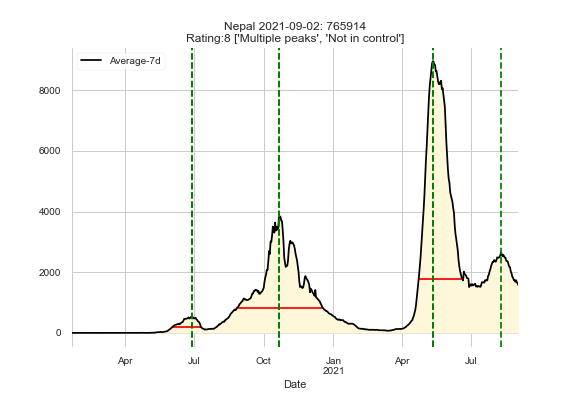 Nepal 2021-09-02: 765914
Rating:8 ['Multiple peaks', 'Not in control']
Average-7d
8000
6000
4000
2000
0
Apr
Jul
Oct
Jan
2021
Apr
Jul
Date